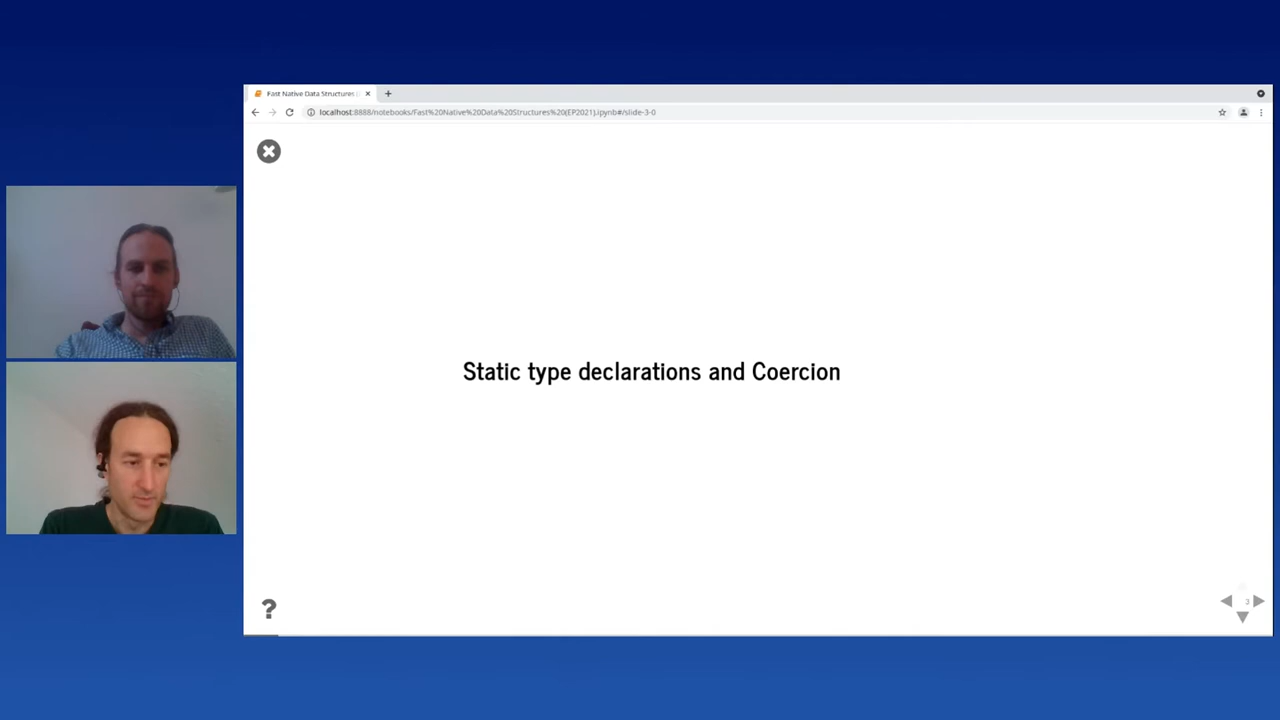 Fast Native Data Structures (
localhost:8888/notebooks/Fast%20Native%20Data%20Structures%20(EP2021).ipynb#/slide-3-0
Static type declarations and Coercion
?
3